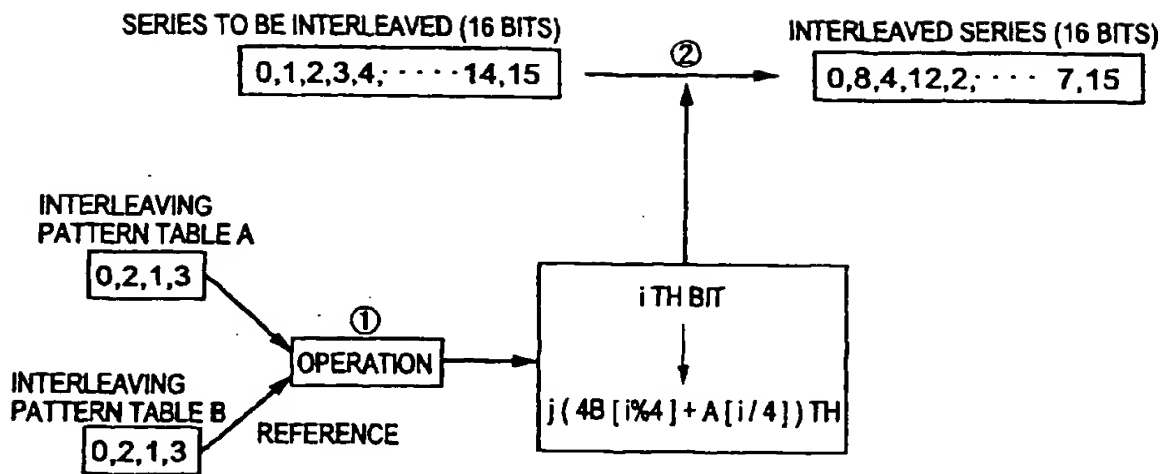 SERIES TO BE INTERLEAVED (16 BITS)
0,1,2,3,4,·····14,15
②
INTERLEAVED SERIES (16 BITS)
0,8,4,12,2,···· 7,15
INTERLEAVING
PATTERN TABLE A
0,2,1,3
①
OPERATION
INTERLEAVING
PATTERN TABLE B
0,2,1,3
REFERENCE
i TH BIT
j ( 4B [ i%4 ] + A [ i / 4 ] ) TH